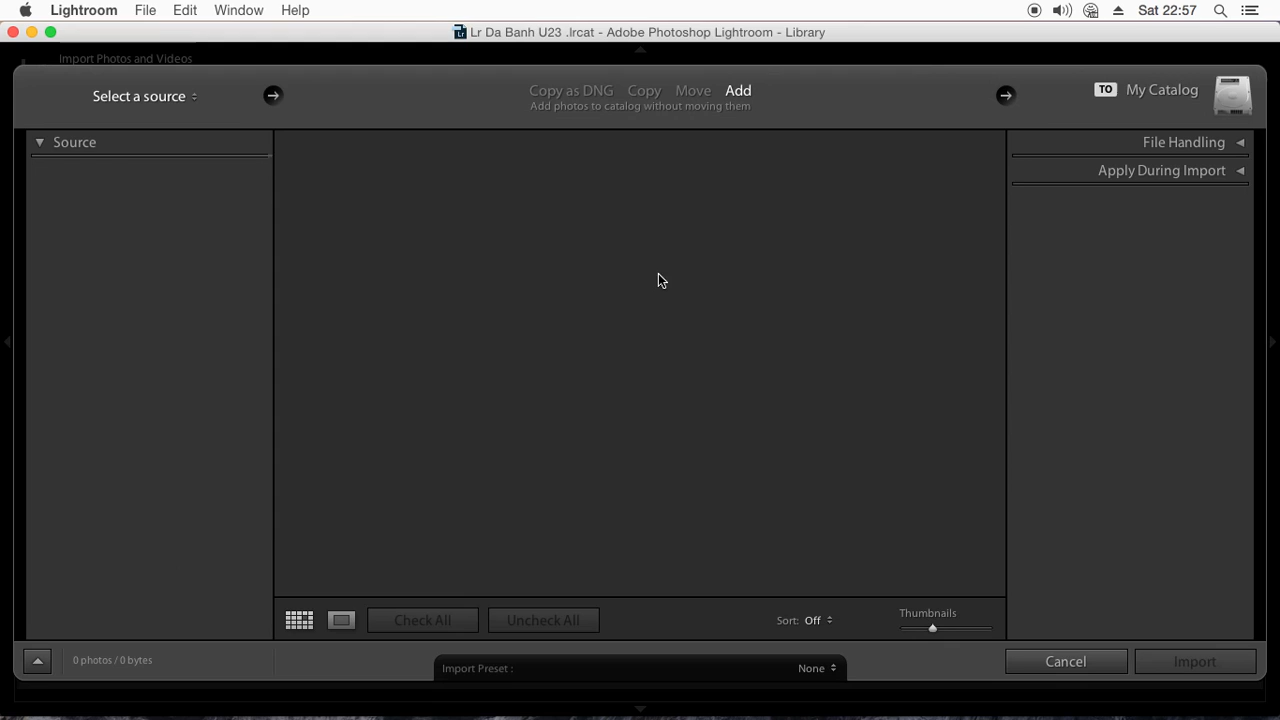 Lightroom File Edit Window Help Sat 22:57
Lr Da Banh U23 .lrcat - Adobe Photoshop Lightroom - Library
Import Photos and Videos
Select a source
Copy as DNG Copy Move Add
Add photos to catalog without moving them
TO My Catalog
Source
File Handling
Apply During Import
Check All Uncheck All Sort: Off Thumbnails
0 photos / 0 bytes
Import Preset : None
Cancel Import